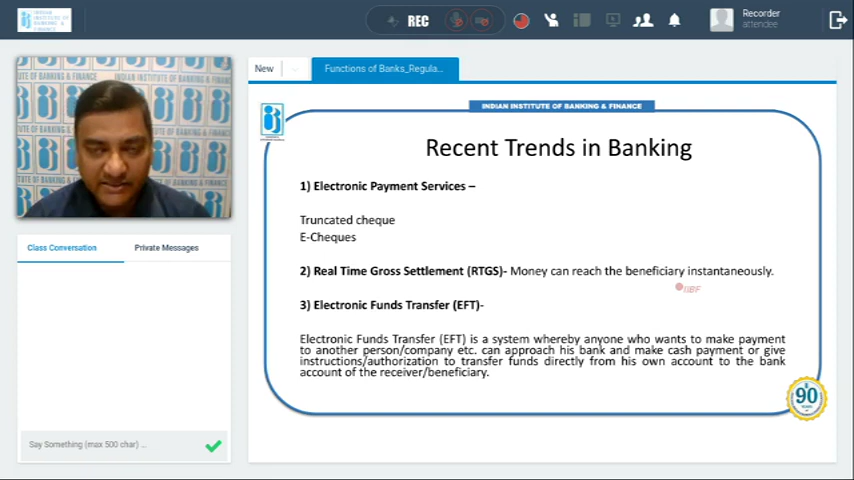 INDIAN INSTITUTE OF BANKING & FINANCE
REC
Recorder
attendee
New
Functions of Banks_Regula...
INDIAN INSTITUTE OF BANKING & FINANCE
Recent Trends in Banking
1) Electronic Payment Services –
Truncated cheque
E-Cheques
2) Real Time Gross Settlement (RTGS)- Money can reach the beneficiary instantaneously.
IIBF
3) Electronic Funds Transfer (EFT)-
Electronic Funds Transfer (EFT) is a system whereby anyone who wants to make payment
to another person/company etc. can approach his bank and make cash payment or give
instructions/authorization to transfer funds directly from his own account to the bank
account of the receiver/beneficiary.
90
Class Conversation
Private Messages
Say Something (max 500 char) ...